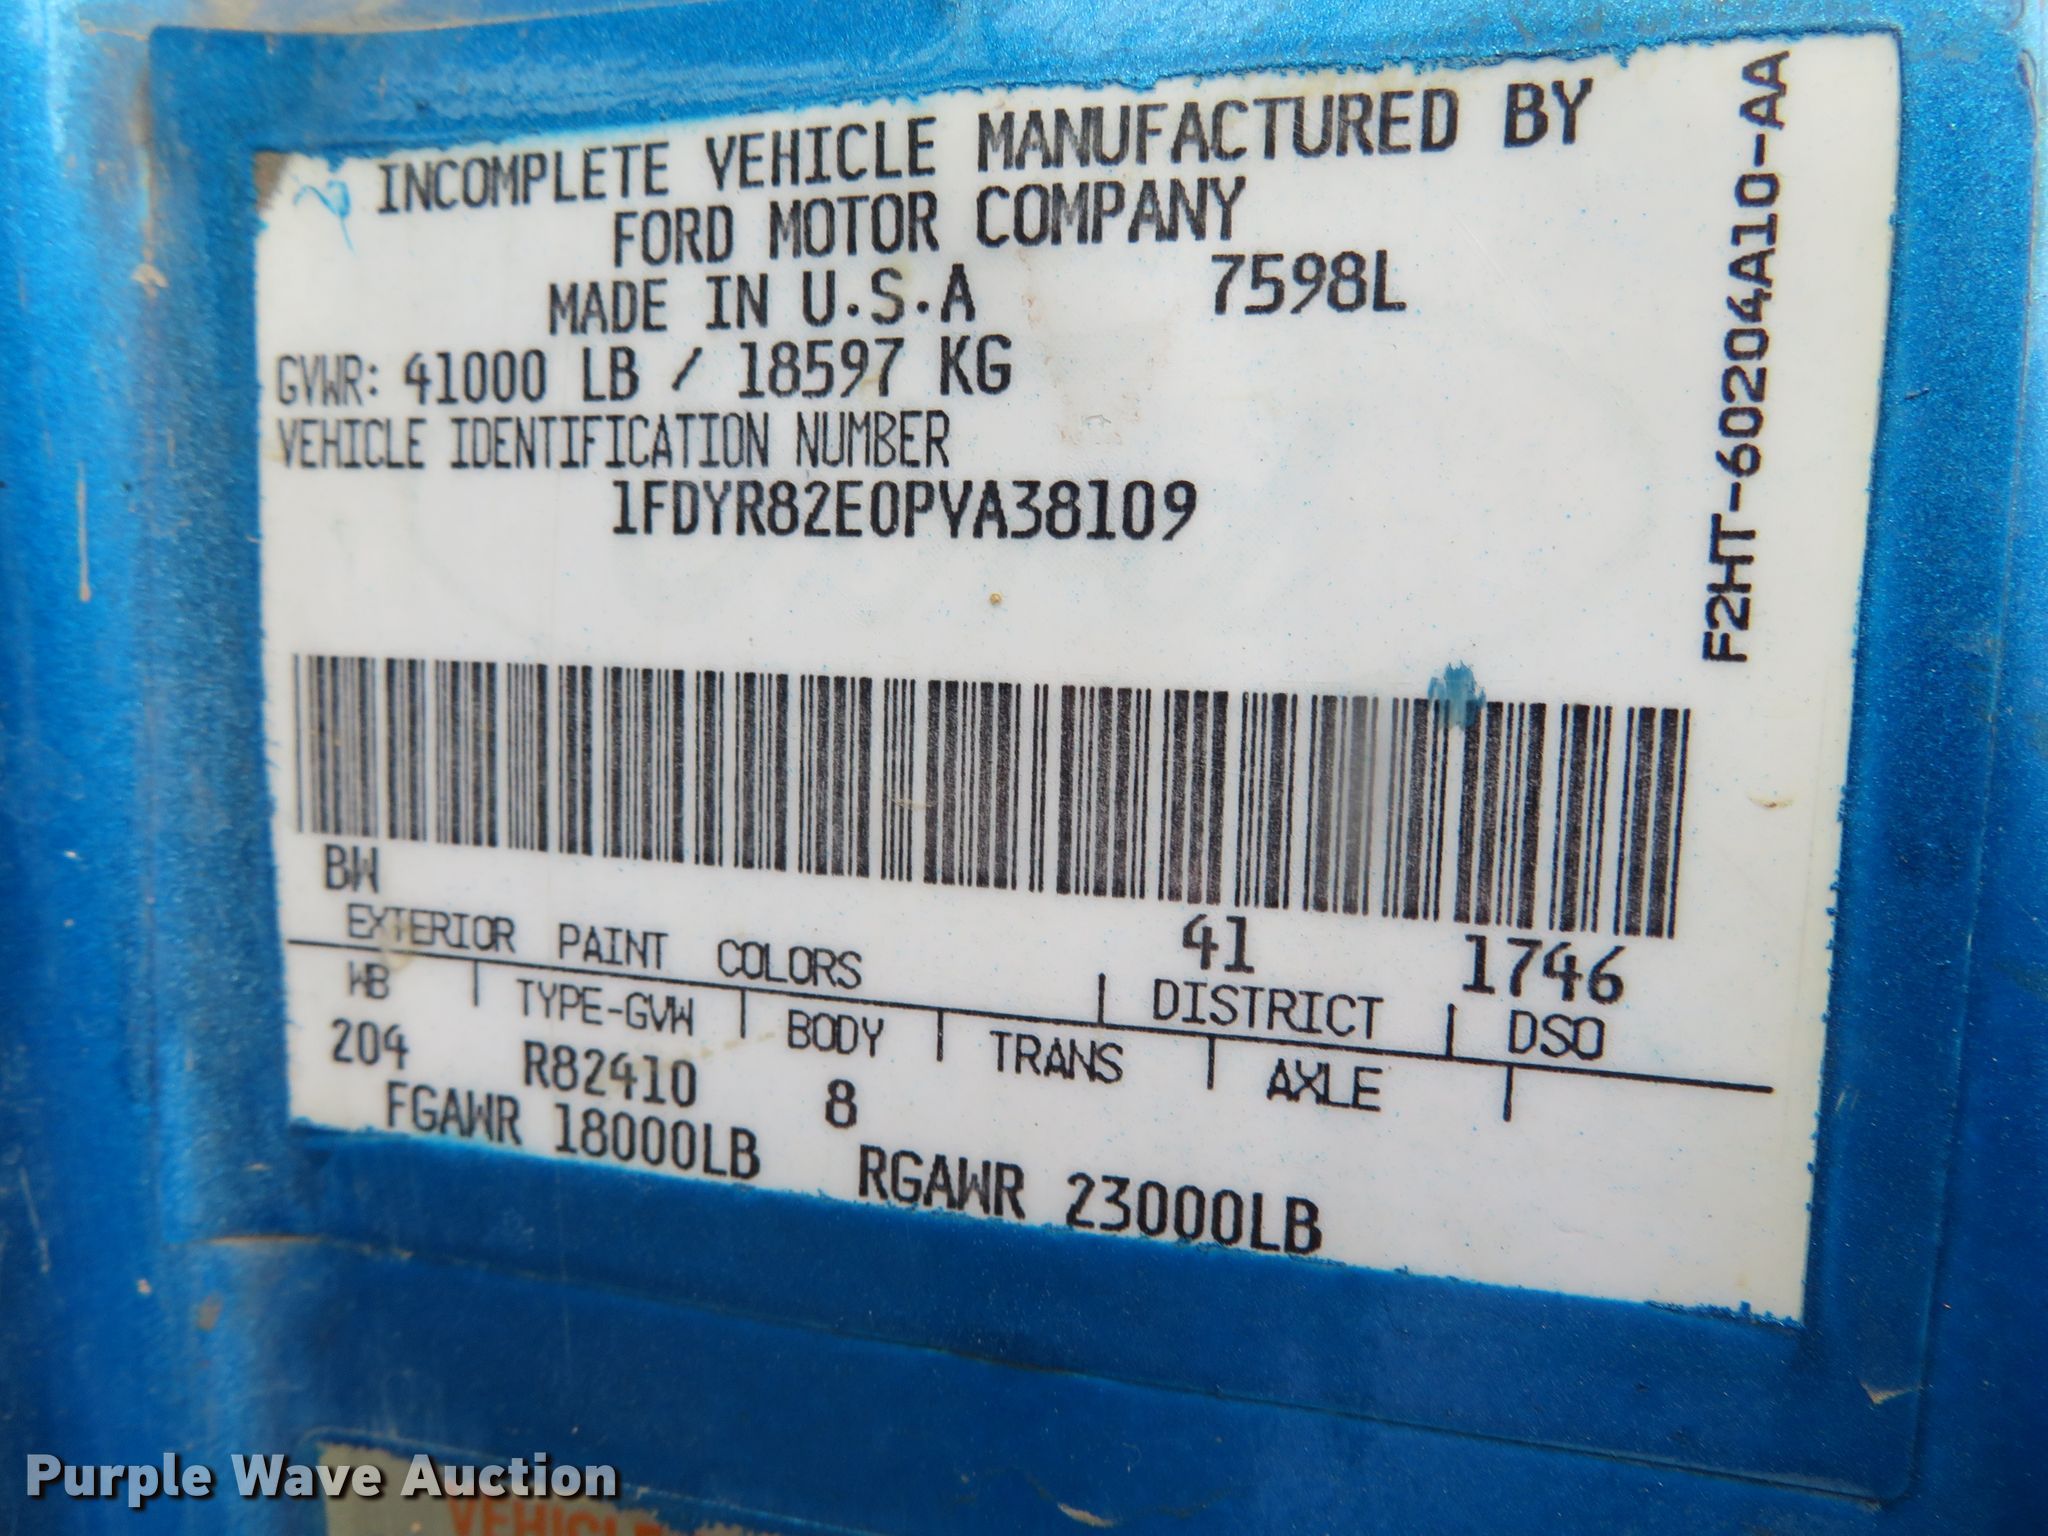 INCOMPLETE VEHICLE MANUFACTURED BY
FORD MOTOR COMPANY
MADE IN U.S.A 7598L
GVWR: 41000 LB / 18597 KG
VEHICLE IDENTIFICATION NUMBER
1FDYR82E0PVA38109
F2HT-60204A10-AA
BW 41 1746
EXTERIOR PAINT COLORS DISTRICT DSO
WB TYPE-GVW BODY TRANS AXLE
204 R82410 8
FGAWR 18000LB RGAWR 23000LB
Purple Wave Auction
VEHICLE